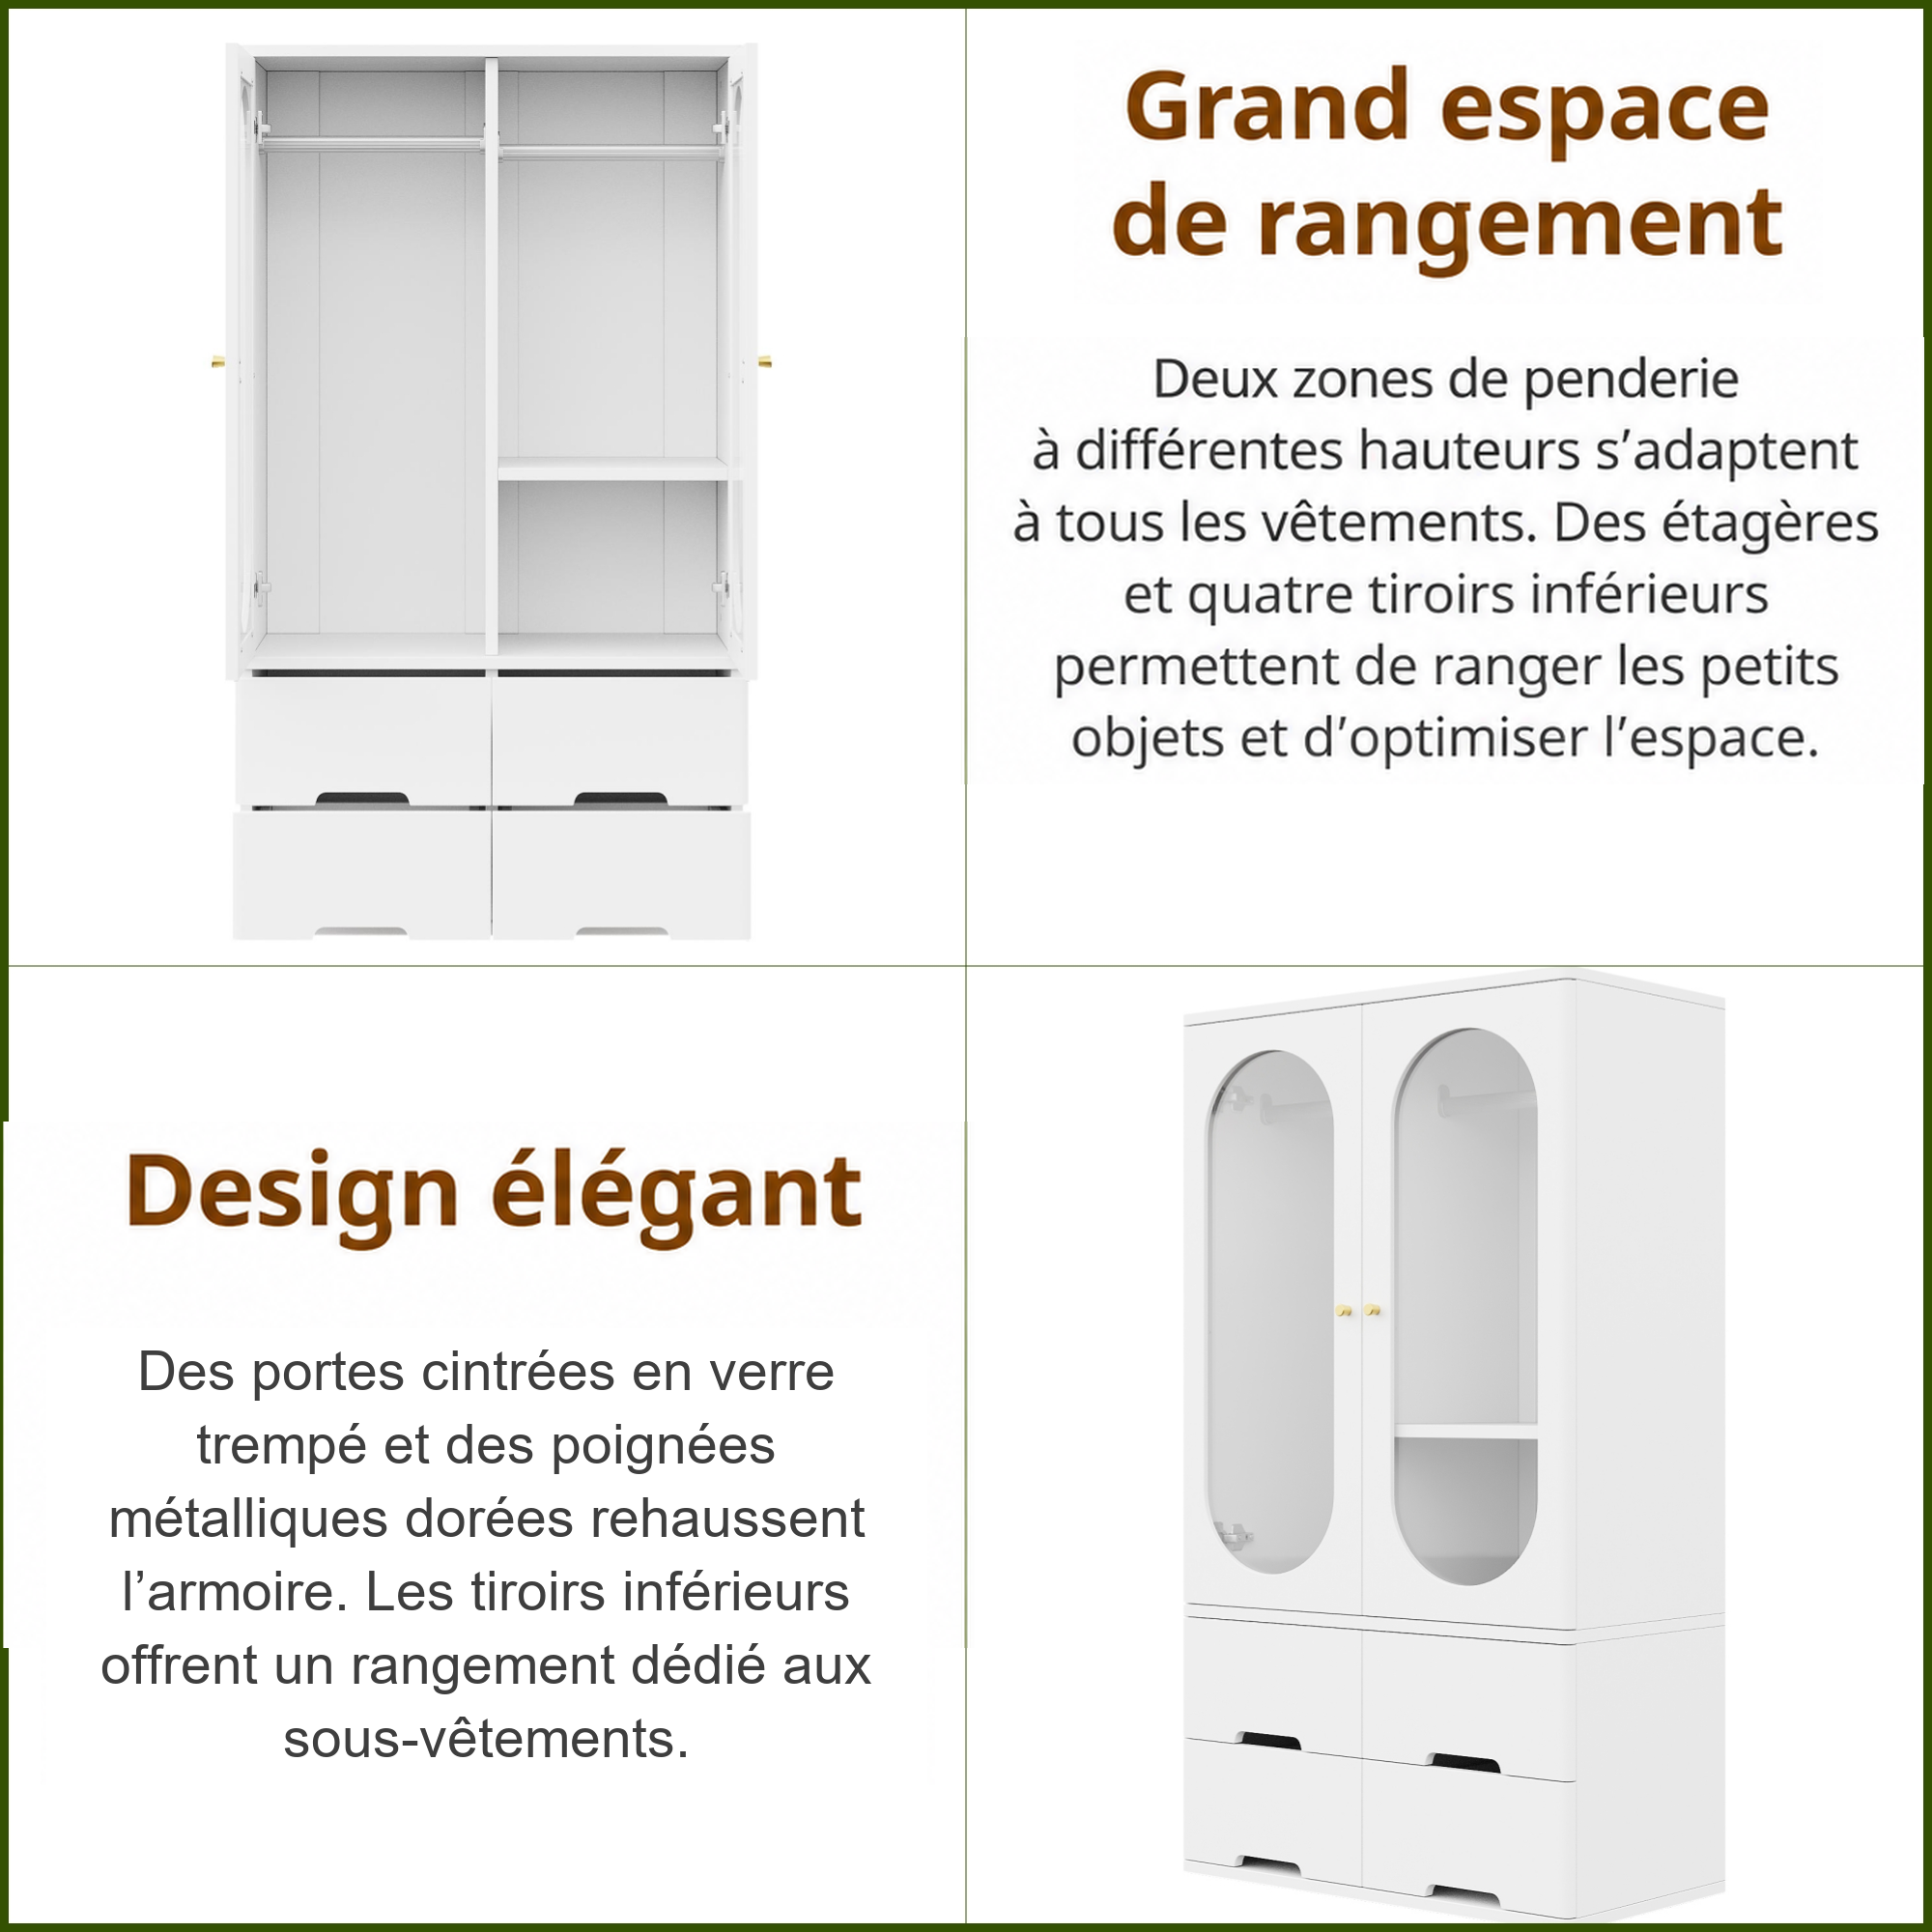 Grand espace
de rangement
Deux zones de penderie
à différentes hauteurs s’adaptent
à tous les vêtements. Des étagères
et quatre tiroirs inférieurs
permettent de ranger les petits
objets et d’optimiser l’espace.
Design élégant
Des portes cintrées en verre
trempé et des poignées
métalliques dorées rehaussent
l’armoire. Les tiroirs inférieurs
offrent un rangement dédié aux
sous-vêtements.